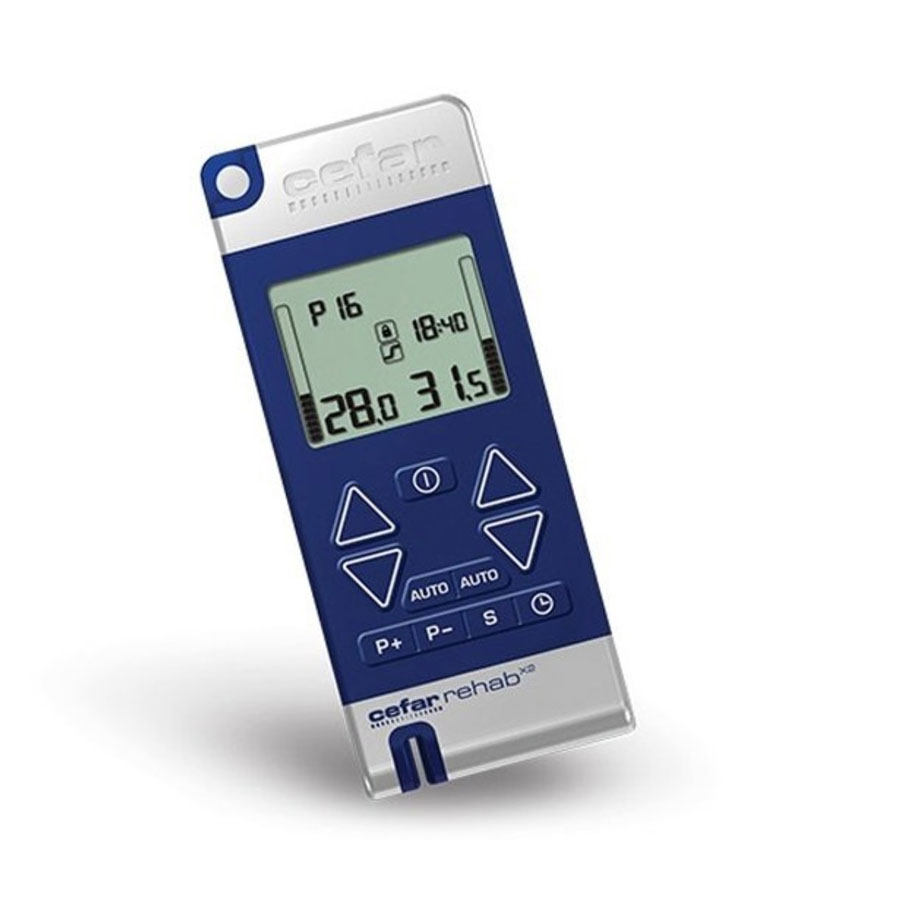 cefar
P 16
18:40
28,0 31,5
AUTO AUTO
P+ P- S
cefar rehab x2